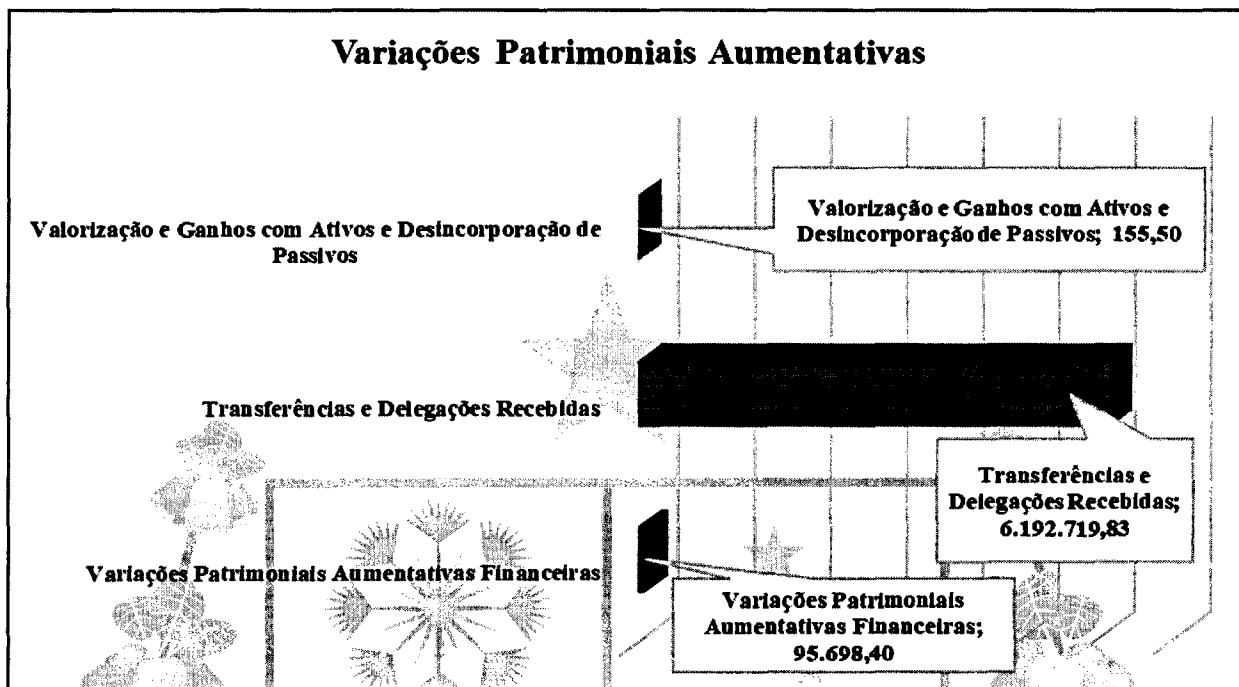 Variações Patrimoniais Aumentativas
Valorização e Ganhos com Ativos e Desincorporação de
Passivos
Valorização e Ganhos com Ativos e
Desincorporação de Passivos; 155,50
Transferências e Delegações Recebidas
Transferências e
Delegações Recebidas;
6.192.719,83
Variações Patrimoniais Aumentativas Financeiras
Variações Patrimoniais
Aumentativas Financeiras;
95.698,40